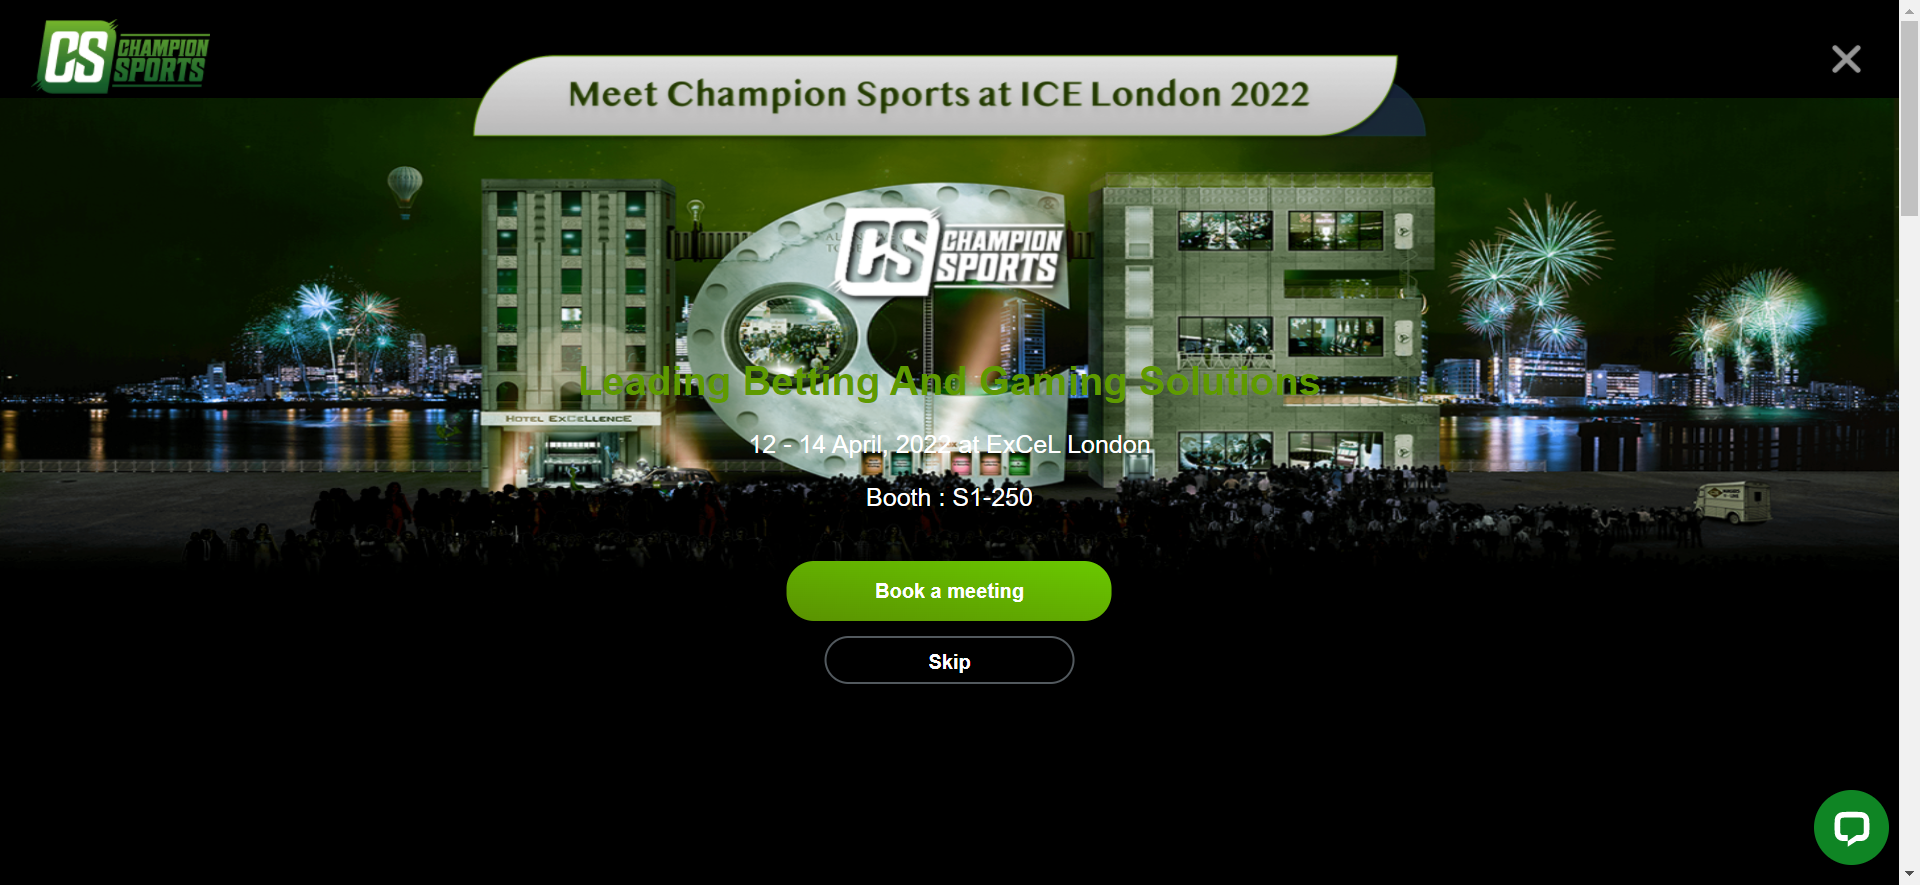 CS CHAMPION SPORTS
Meet Champion Sports at ICE London 2022
CS CHAMPION SPORTS
Leading Betting And Gaming Solutions
HOTEL EXCELLENCE
12 - 14 April, 2022 at ExCeL London
Booth : S1-250
Book a meeting
Skip